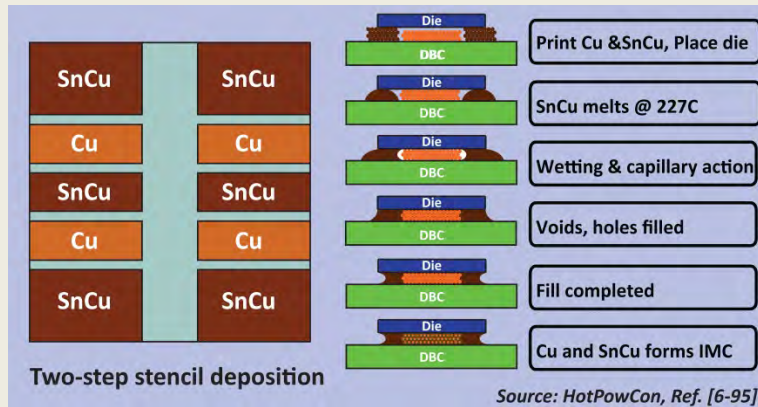 SnCu SnCu
Cu Cu
SnCu SnCu
Cu Cu
SnCu SnCu
Two-step stencil deposition
Die
DBC
Print Cu &SnCu, Place die
Die
DBC
SnCu melts @ 227C
Die
DBC
Wetting & capillary action
Die
DBC
Voids, holes filled
Die
DBC
Fill completed
Die
DBC
Cu and SnCu forms IMC
Source: HotPowCon, Ref. [6-95]